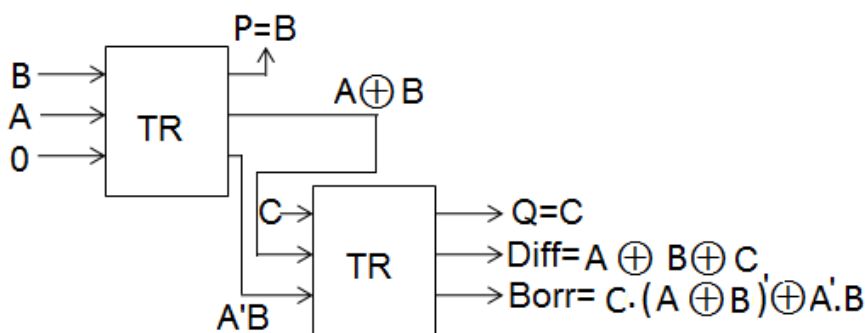 P=B
B
A ⊕ B
A
TR
0
C
Q=C
TR
Diff= A ⊕ B ⊕ C
Borr= C.(A ⊕ B)'⊕ A'.B
A'B